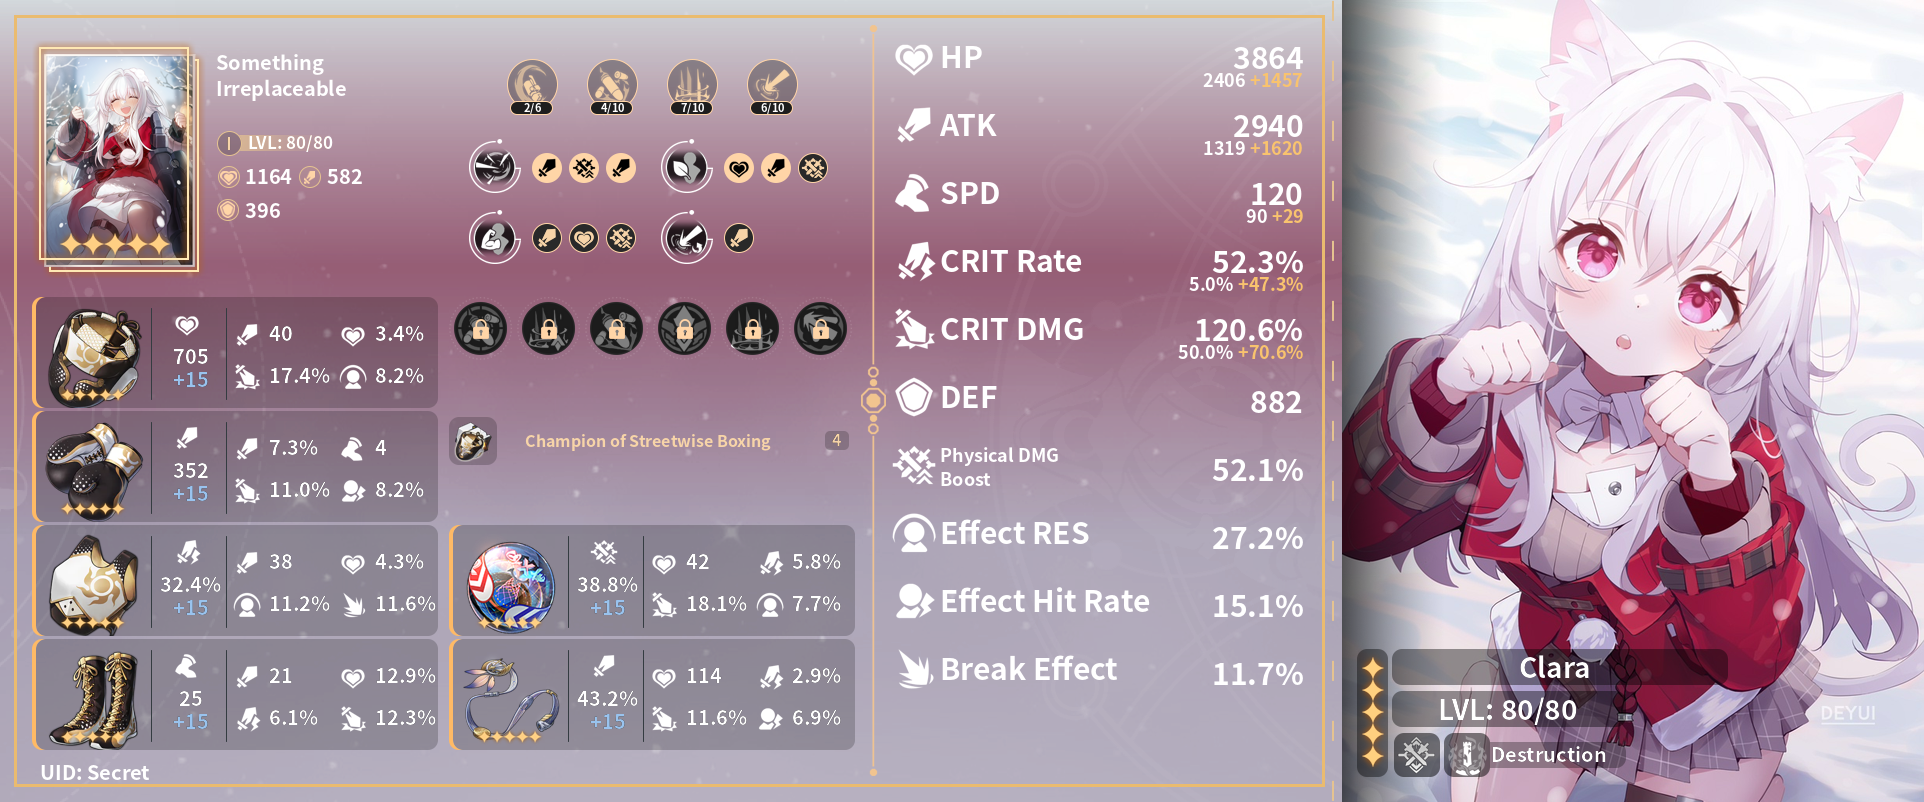 Something
Irreplaceable
I LVL: 80/80
1164 582
396
2/6 4/10 7/10 6/10
705
+15
40 3.4%
17.4% 8.2%
352
+15
7.3% 4
11.0% 8.2%
32.4%
+15
38 4.3%
11.2% 11.6%
25
+15
21 12.9%
6.1% 12.3%
Champion of Streetwise Boxing 4
38.8%
+15
42 5.8%
18.1% 7.7%
43.2%
+15
114 2.9%
11.6% 6.9%
UID: Secret
HP 3864
2406 +1457
ATK 2940
1319 +1620
SPD 120
90 +29
CRIT Rate 52.3%
5.0% +47.3%
CRIT DMG 120.6%
50.0% +70.6%
DEF 882
Physical DMG
Boost 52.1%
Effect RES 27.2%
Effect Hit Rate 15.1%
Break Effect 11.7%
Clara
LVL: 80/80
Destruction
DEYUI